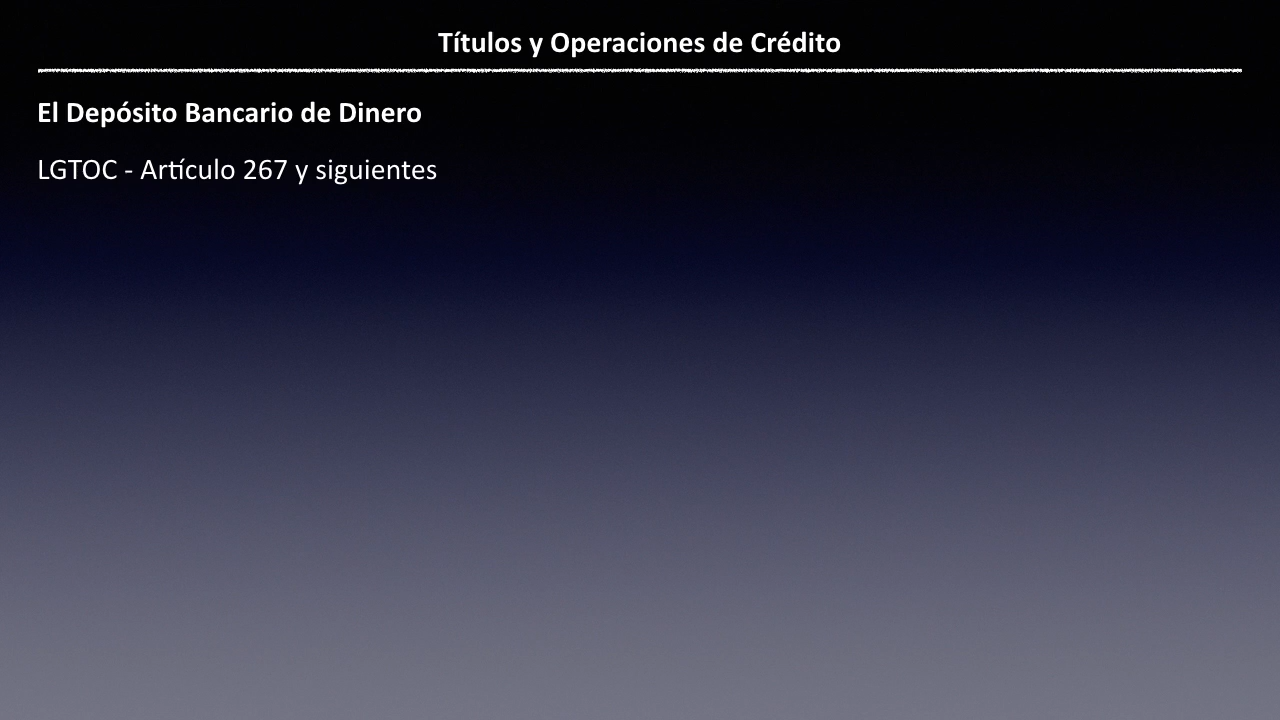 Títulos y Operaciones de Crédito
El Depósito Bancario de Dinero
LGTOC - Artículo 267 y siguientes